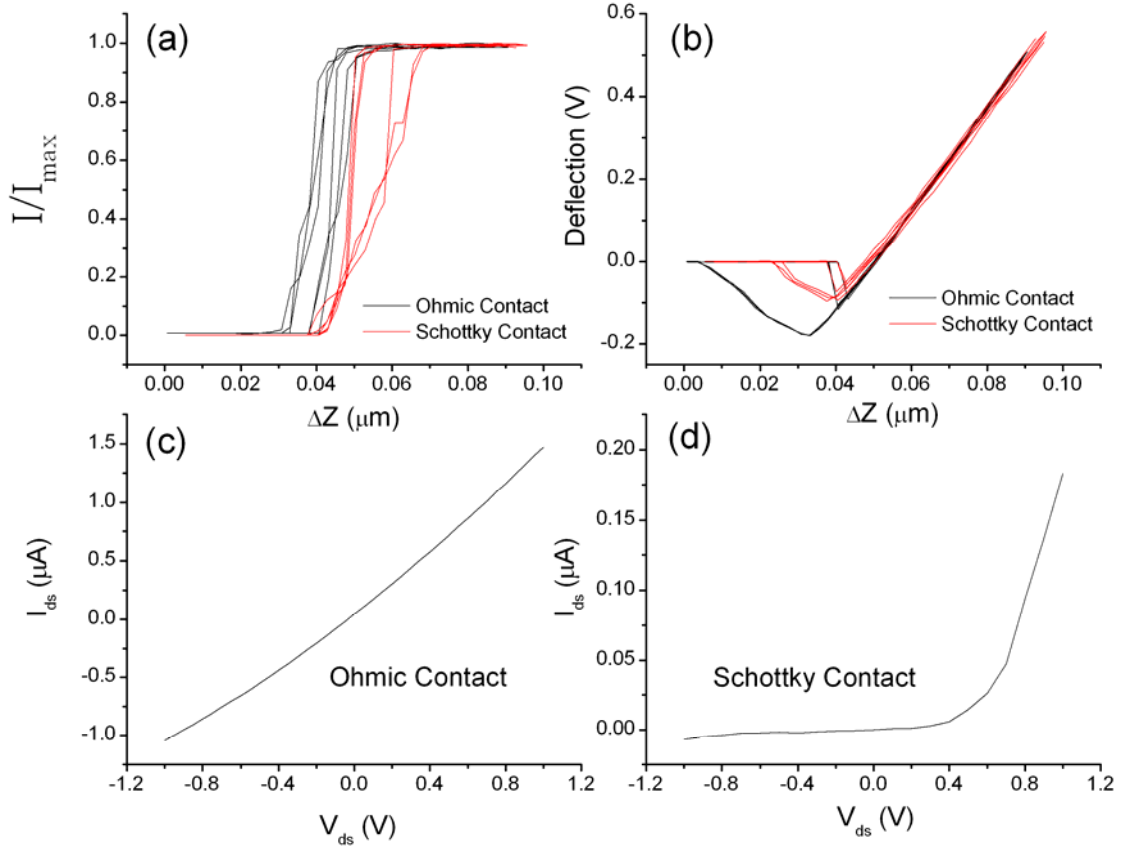 (a)
1.0
0.8
0.6
0.4
0.2
0.0
I/I_max
Ohmic Contact
Schottky Contact
0.00 0.02 0.04 0.06 0.08 0.10
ΔZ (μm)
(b)
0.6
0.4
0.2
0.0
-0.2
Deflection (V)
Ohmic Contact
Schottky Contact
0.00 0.02 0.04 0.06 0.08 0.10
ΔZ (μm)
(c)
1.5
1.0
0.5
0.0
-0.5
-1.0
I_ds (μA)
Ohmic Contact
-1.2 -0.8 -0.4 0.0 0.4 0.8 1.2
V_ds (V)
(d)
0.20
0.15
0.10
0.05
0.00
I_ds (μA)
Schottky Contact
-1.2 -0.8 -0.4 0.0 0.4 0.8 1.2
V_ds (V)